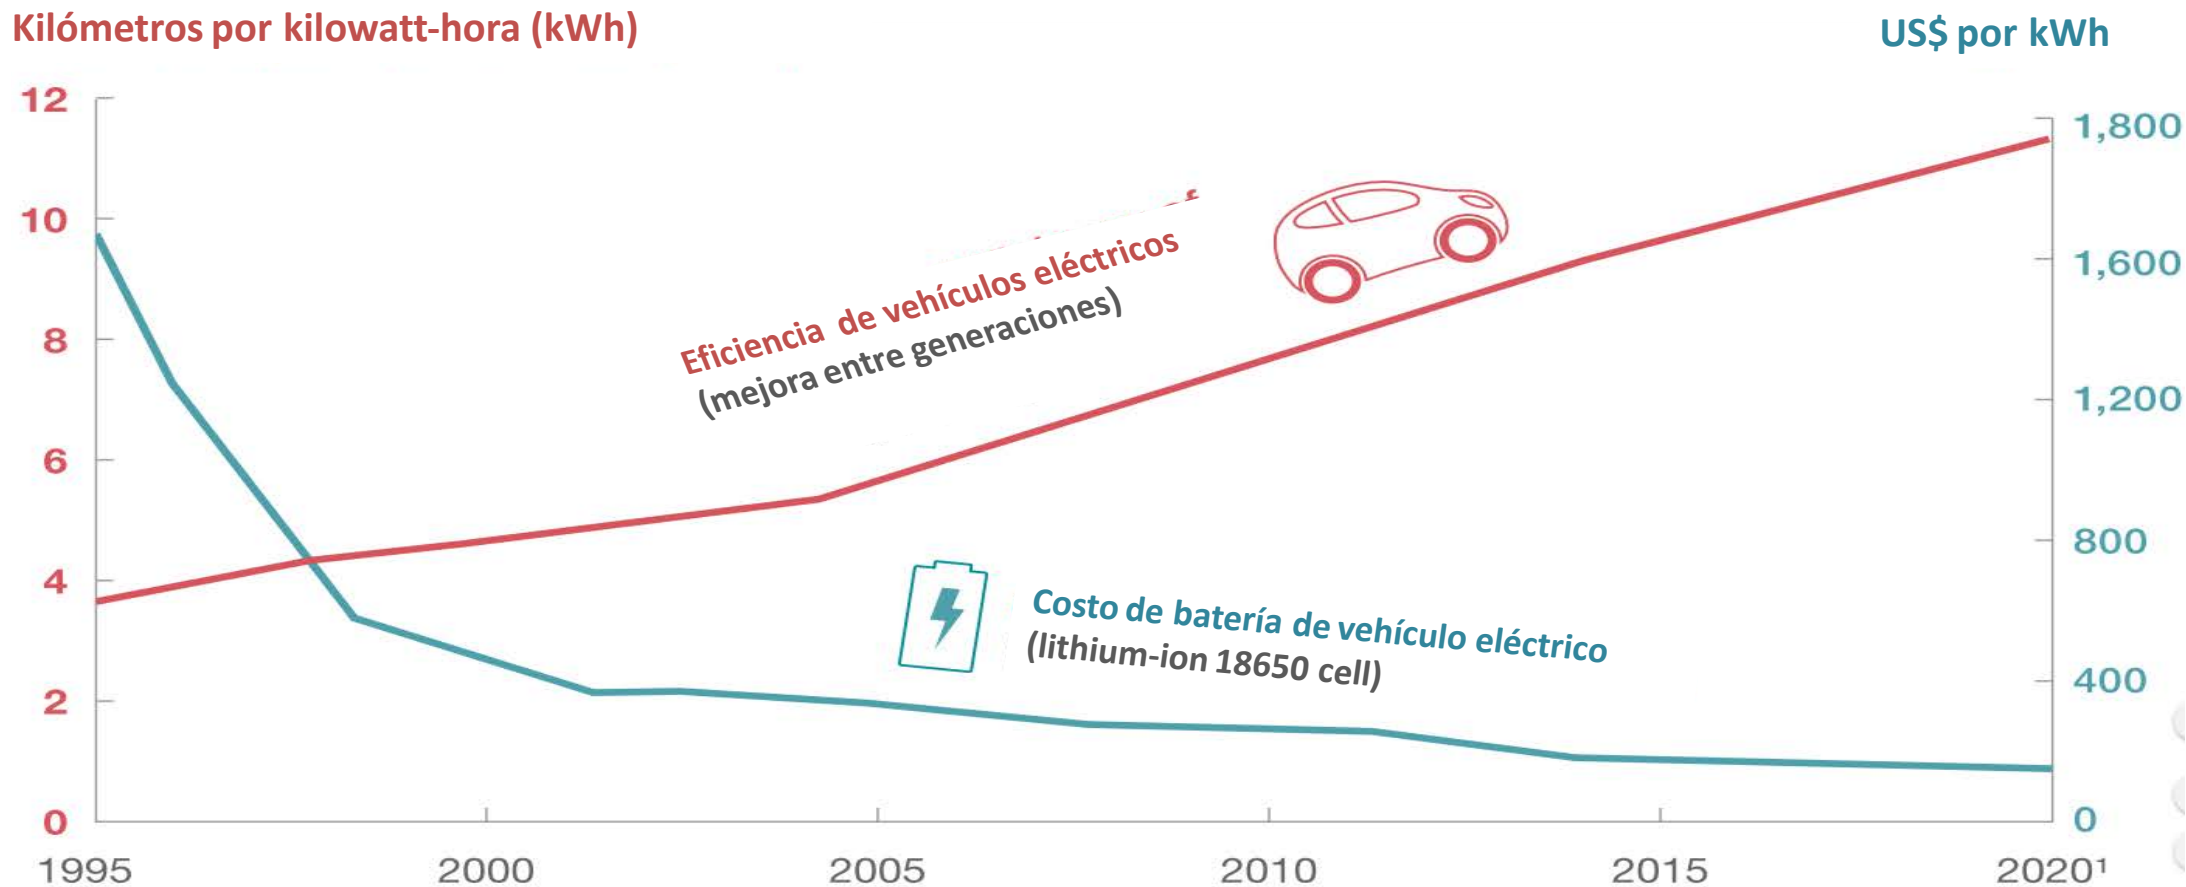 Kilómetros por kilowatt-hora (kWh)
US$ por kWh
12
10
8
6
4
2
0
1,800
1,600
1,200
800
400
0
Eficiencia de vehículos eléctricos
(mejora entre generaciones)
Costo de batería de vehículo eléctrico
(lithium-ion 18650 cell)
1995 2000 2005 2010 2015 2020¹